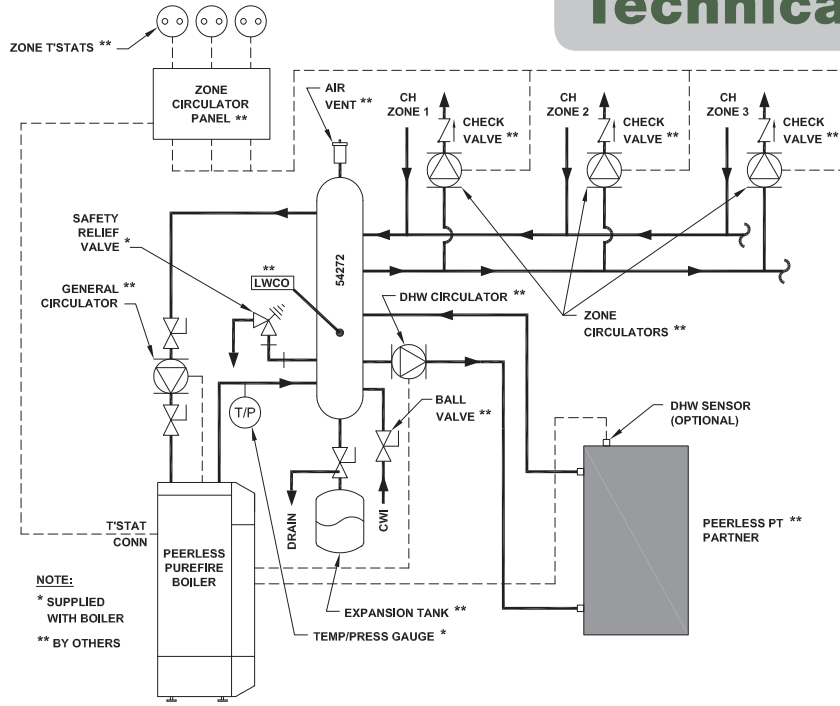 Technica
ZONE T'STATS **
ZONE
CIRCULATOR
PANEL **
AIR
VENT **
CH
ZONE 1
CHECK
VALVE **
CH
ZONE 2
CHECK
VALVE **
CH
ZONE 3
CHECK
VALVE **
SAFETY
RELIEF
VALVE *
GENERAL **
CIRCULATOR
**
LWCO
54272
DHW CIRCULATOR **
ZONE
CIRCULATORS **
T/P
BALL
VALVE **
DHW SENSOR
(OPTIONAL)
DRAIN
CWI
T'STAT
CONN
PEERLESS
PUREFIRE
BOILER
PEERLESS PT **
PARTNER
NOTE:
* SUPPLIED
WITH BOILER
** BY OTHERS
EXPANSION TANK **
TEMP/PRESS GAUGE *